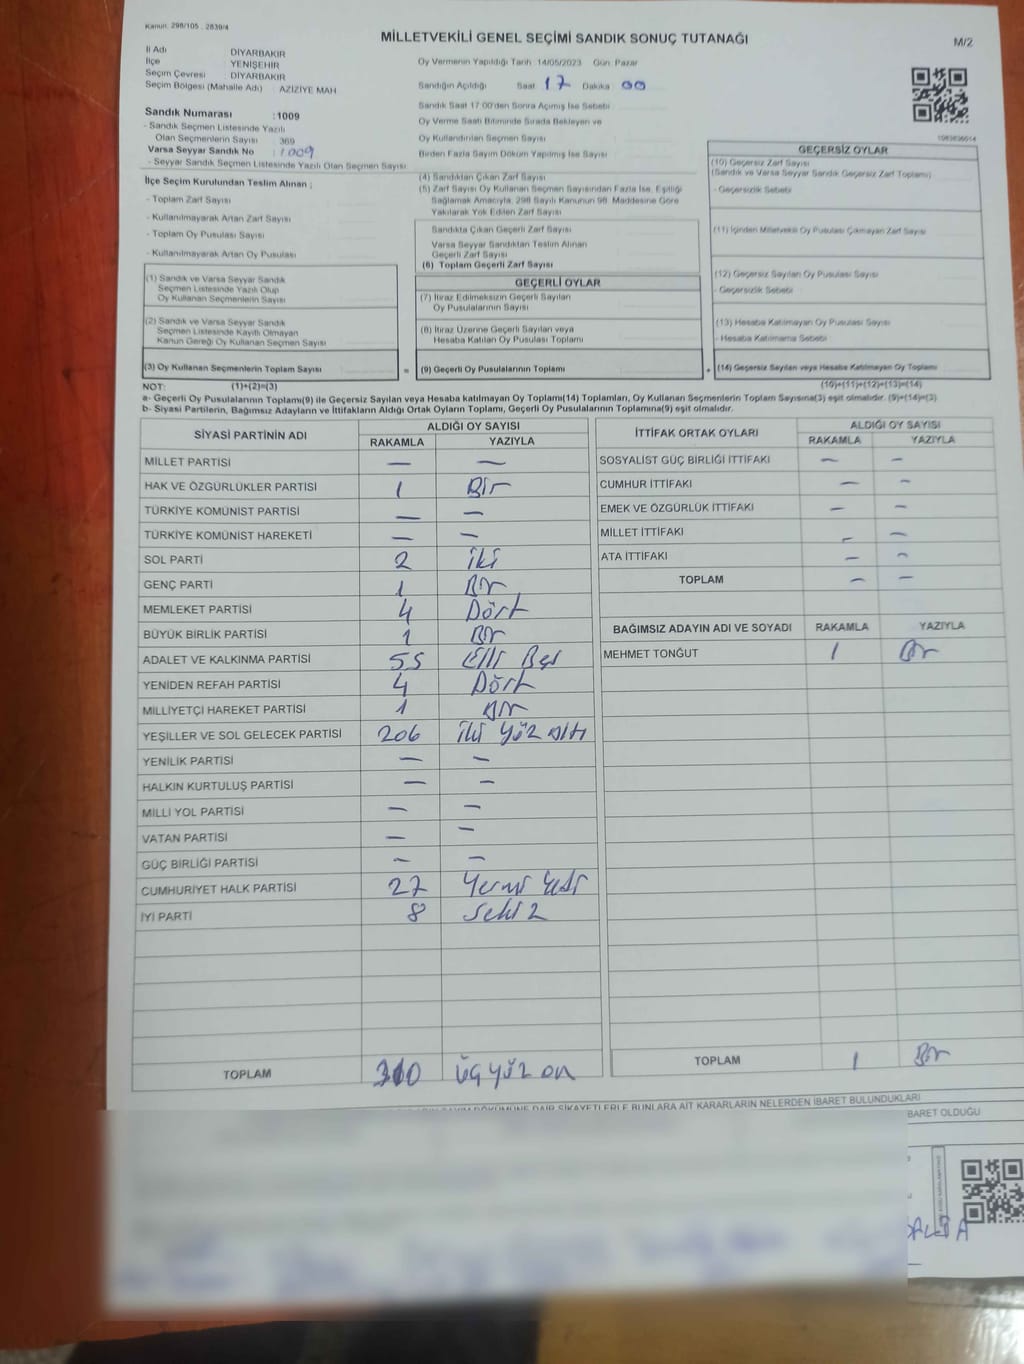 Kanun: 298/105 . 2839/4
MİLLETVEKİLİ GENEL SEÇİMİ SANDIK SONUÇ TUTANAĞI
M/2
İl Adı DİYARBAKIR
İlçe YENİŞEHİR
Seçim Çevresi : DİYARBAKIR
Seçim Bölgesi (Mahalle Adı) : AZİZİYE MAH
Sandık Numarası : 1009
- Sandık Seçmen Listesinde Yazılı
Olan Seçmenlerin Sayısı 369
Varsa Seyyar Sandık No : 1009
- Seyyar Sandık Seçmen Listesinde Yazılı Olan Seçmen Sayısı
Oy Vermenin Yapıldığı Tarih :14/05/2023 Gün: Pazar
Sandığın Açıldığı Saat 17 Dakika 00
Sandık Saat 17:00'den Sonra Açımış İse Sebebi
Oy Verme Saati Bitiminde Sırada Bekleyen ve
Oy Kullandırılan Seçmen Sayısı
Birden Fazla Sayım Döküm Yapılmış İse Sayısı
İlçe Seçim Kurulundan Teslim Alınan ;
- Toplam Zarf Sayısı
- Kullanılmayarak Artan Zarf Sayısı
- Toplam Oy Pusulası Sayısı
- Kullanılmayarak Artan Oy Pusulası
(1) Sandık ve Varsa Seyyar Sandık
Seçmen Listesinde Yazılı Olup
Oy Kullanan Seçmenlerin Sayısı
(2) Sandık ve Varsa Seyyar Sandık
Seçmen Listesinde Kayıtlı Olmayan
Kanun Gereği Oy Kullanan Seçmen Sayısı
(3) Oy Kullanan Seçmenlerin Toplam Sayısı
(4) Sandıktan Çıkan Zarf Sayısı
(5) Zarf Sayısı Oy Kullanan Seçmen Sayısından Fazla İse, Eşitliği
Sağlamak Amacıyla, 298 Sayılı Kanunun 98. Maddesine Göre
Yakılarak Yok Edilen Zarf Sayısı
Sandıkta Çıkan Geçerli Zarf Sayısı
Varsa Seyyar Sandıktan Teslim Alınan
Geçerli Zarf Sayısı
(6) Toplam Geçerli Zarf Sayısı
GEÇERLİ OYLAR
(7) İtiraz Edilmeksizin Geçerli Sayılan
Oy Pusulalarının Sayısı
(8) İtiraz Üzerine Geçerli Sayılan veya
Hesaba Katılan Oy Pusulası Toplamı
= (9) Geçerli Oy Pusulalarının Toplamı
GEÇERSİZ OYLAR
(10) Geçersiz Zarf Sayısı
(Sandık ve Varsa Seyyar Sandık Geçersiz Zarf Toplamı)
- Geçersizlik Sebebi
(11) İçinden Milletvekili Oy Pusulası Çıkmayan Zarf Sayısı
(12) Geçersiz Sayılan Oy Pusulası Sayısı
- Geçersizlik Sebebi
(13) Hesaba Katılmayan Oy Pusulası Sayısı
- Hesaba Katılmama Sebebi
+ (14) Geçersiz Sayılan veya Hesaba Katılmayan Oy Toplamı
NOT: (1)+(2)=(3) (10)+(11)+(12)+(13)=(14)
a- Geçerli Oy Pusulalarının Toplamı(9) ile Geçersiz Sayılan veya Hesaba katılmayan Oy Toplamı(14) Toplamları, Oy Kullanan Seçmenlerin Toplam Sayısına(3) eşit olmalıdır. (9)+(14)=(3)
b- Siyasi Partilerin, Bağımsız Adayların ve İttifakların Aldığı Ortak Oyların Toplamı, Geçerli Oy Pusulalarının Toplamına(9) eşit olmalıdır.
SİYASİ PARTİNİN ADI ALDIĞI OY SAYISI
RAKAMLA YAZIYLA
MİLLET PARTİSİ — —
HAK VE ÖZGÜRLÜKLER PARTİSİ 1 Bir
TÜRKİYE KOMÜNİST PARTİSİ — —
TÜRKİYE KOMÜNİST HAREKETİ — —
SOL PARTİ 2 iki
GENÇ PARTİ 1 Bir
MEMLEKET PARTİSİ 4 Dört
BÜYÜK BİRLİK PARTİSİ 1 Bir
ADALET VE KALKINMA PARTİSİ 55 Elli Beş
YENİDEN REFAH PARTİSİ 4 Dört
MİLLİYETÇİ HAREKET PARTİSİ 1 Bir
YEŞİLLER VE SOL GELECEK PARTİSİ 206 iki yüz altı
YENİLİK PARTİSİ — —
HALKIN KURTULUŞ PARTİSİ — —
MİLLİ YOL PARTİSİ — —
VATAN PARTİSİ — —
GÜÇ BİRLİĞİ PARTİSİ — —
CUMHURİYET HALK PARTİSİ 27 Yirmi Yedi
İYİ PARTİ 8 Sekiz
TOPLAM 310 üç yüz on
İTTİFAK ORTAK OYLARI ALDIĞI OY SAYISI
RAKAMLA YAZIYLA
SOSYALİST GÜÇ BİRLİĞİ İTTİFAKI — —
CUMHUR İTTİFAKI — —
EMEK VE ÖZGÜRLÜK İTTİFAKI — —
MİLLET İTTİFAKI — —
ATA İTTİFAKI — —
TOPLAM — —
BAĞIMSIZ ADAYIN ADI VE SOYADI RAKAMLA YAZIYLA
MEHMET TONĞUT 1 Bir
TOPLAM 1 Bir
DÖKÜMÜNE DAİR ŞİKAYETLERLE BUNLARA AİT KARARLARIN NELERDEN İBARET BULUNDUKLARI
BARET OLDUĞU